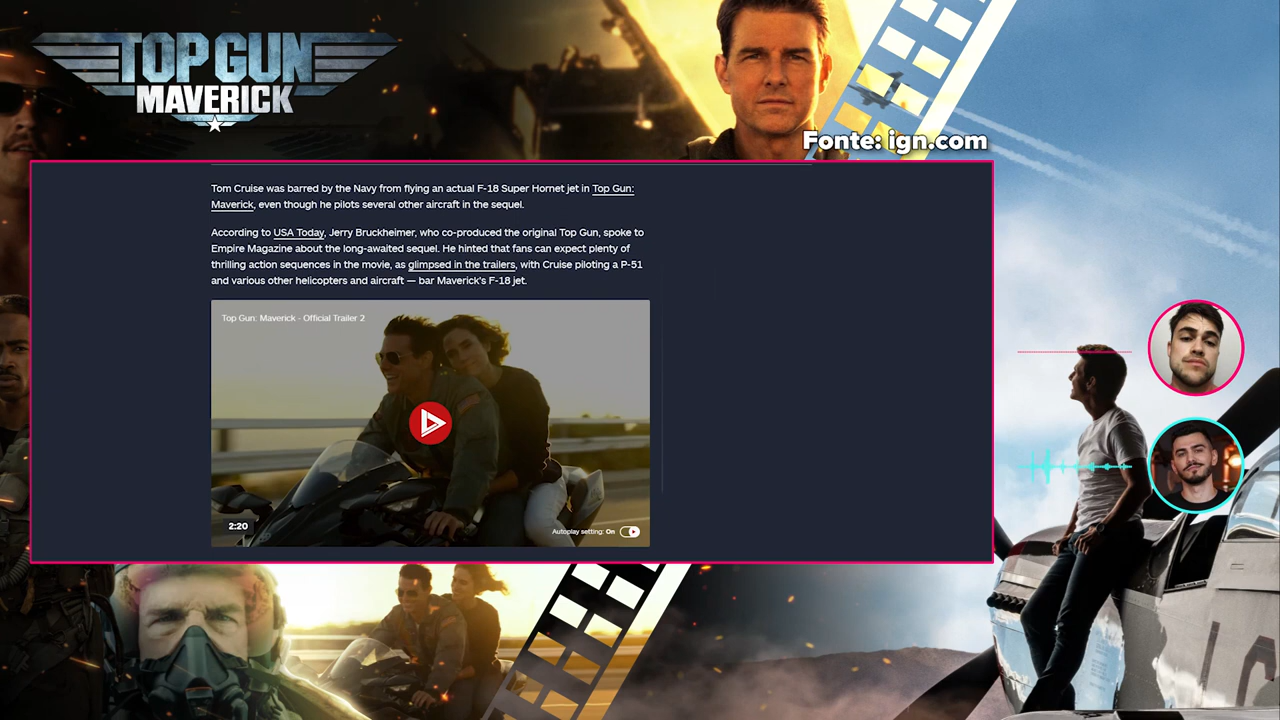 TOP GUN
MAVERICK
Fonte: ign.com
Tom Cruise was barred by the Navy from flying an actual F-18 Super Hornet jet in Top Gun:
Maverick, even though he pilots several other aircraft in the sequel.
According to USA Today, Jerry Bruckheimer, who co-produced the original Top Gun, spoke to
Empire Magazine about the long-awaited sequel. He hinted that fans can expect plenty of
thrilling action sequences in the movie, as glimpsed in the trailers, with Cruise piloting a P-51
and various other helicopters and aircraft — bar Maverick's F-18 jet.
Top Gun: Maverick - Official Trailer 2
2:20
Autoplay setting: On